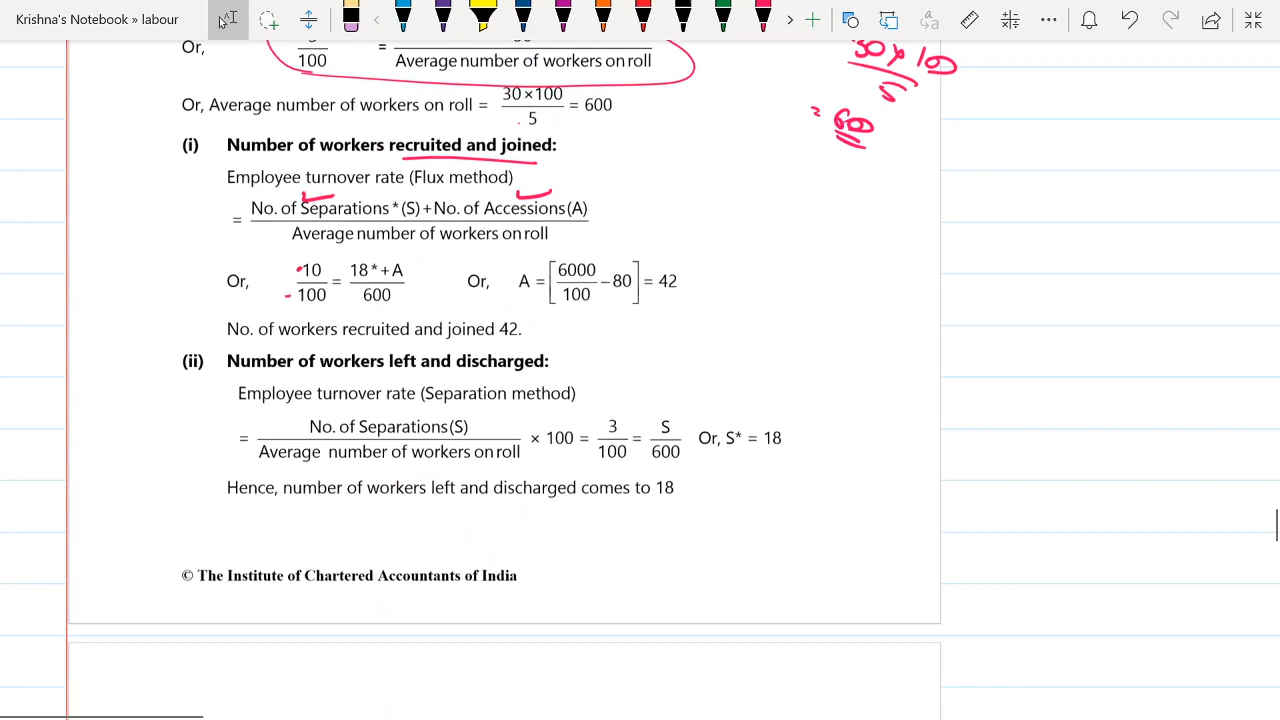 Krishna's Notebook » labour
Or, 100 = Average number of workers on roll
30 × 100
= 600
Or, Average number of workers on roll = 30×100 / 5 = 600
(i) Number of workers recruited and joined:
Employee turnover rate (Flux method)
= No. of Separations * (S) + No. of Accessions (A) / Average number of workers on roll
Or, 10/100 = 18* + A / 600 Or, A = [6000/100 − 80] = 42
No. of workers recruited and joined 42.
(ii) Number of workers left and discharged:
Employee turnover rate (Separation method)
= No. of Separations (S) / Average number of workers on roll × 100 = 3/100 = S/600 Or, S* = 18
Hence, number of workers left and discharged comes to 18
© The Institute of Chartered Accountants of India